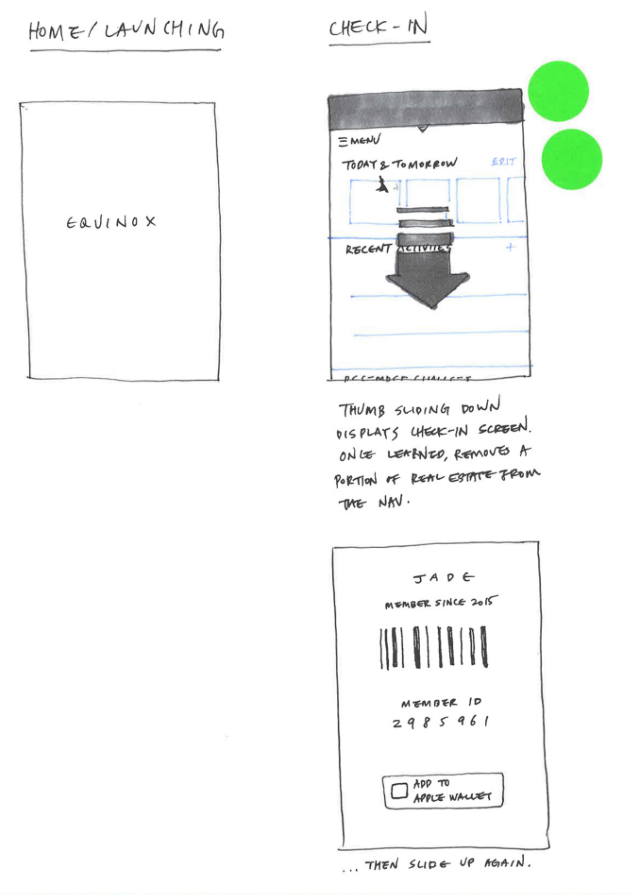 HOME/LAUNCHING
EQUINOX
CHECK-IN
MENU
TODAY & TOMORROW EDIT
RECENT ACTIVITIES +
THUMB SLIDING DOWN
DISPLAYS CHECK-IN SCREEN.
ONCE LEARNED, REMOVES A
PORTION OF REAL ESTATE FROM
THE NAV.
JADE
MEMBER SINCE 2015
MEMBER ID
2985961
ADD TO
APPLE WALLET
... THEN SLIDE UP AGAIN.